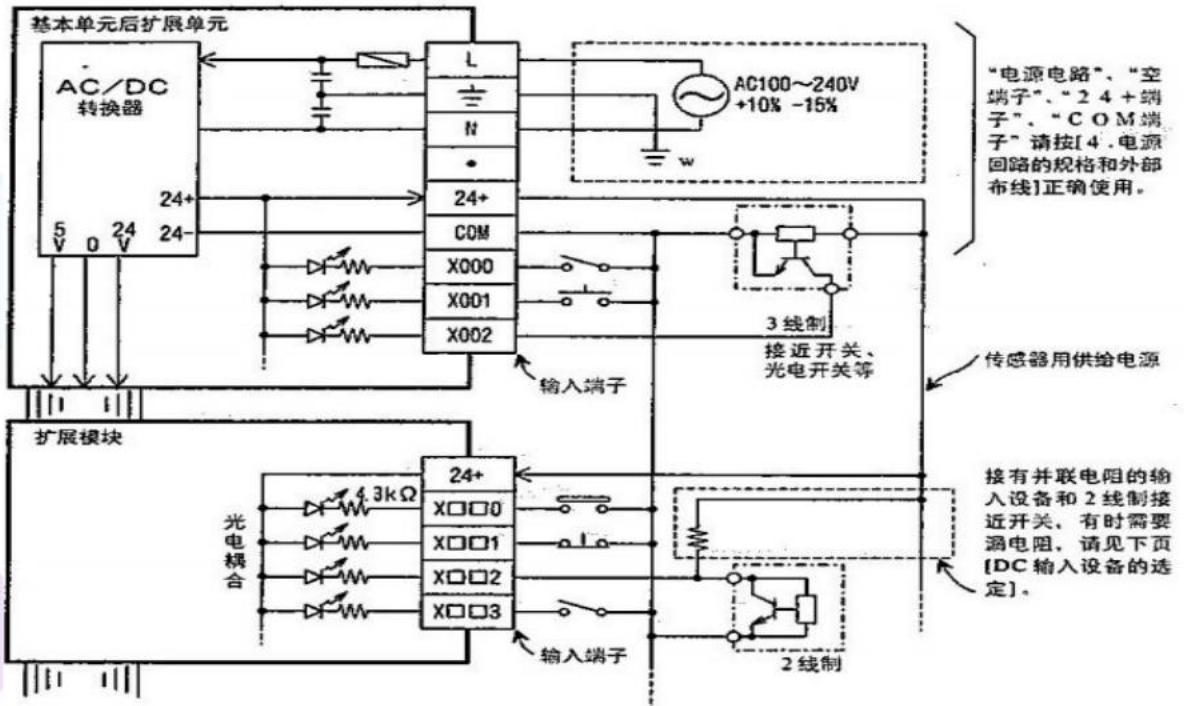 基本单元后扩展单元
AC/DC
转换器
24+
24-
5
V
0
24
V
L
N
•
24+
COM
X000
X001
X002
输入端子
AC100～240V
+10% -15%
W
3线制
接近开关、
光电开关等
"电源电路"、"空
端子"、"24+端
子"、"COM端
子"请按[4.电源
回路的规格和外部
布线]正确使用。
传感器用供给电源
扩展模块
光电耦合
4.3kΩ
24+
X□□0
X□□1
X□□2
X□□3
输入端子
2线制
接有并联电阻的输
入设备和2线制接
近开关，有时需要
漏电阻，请见下页
[DC输入设备的选
定]。